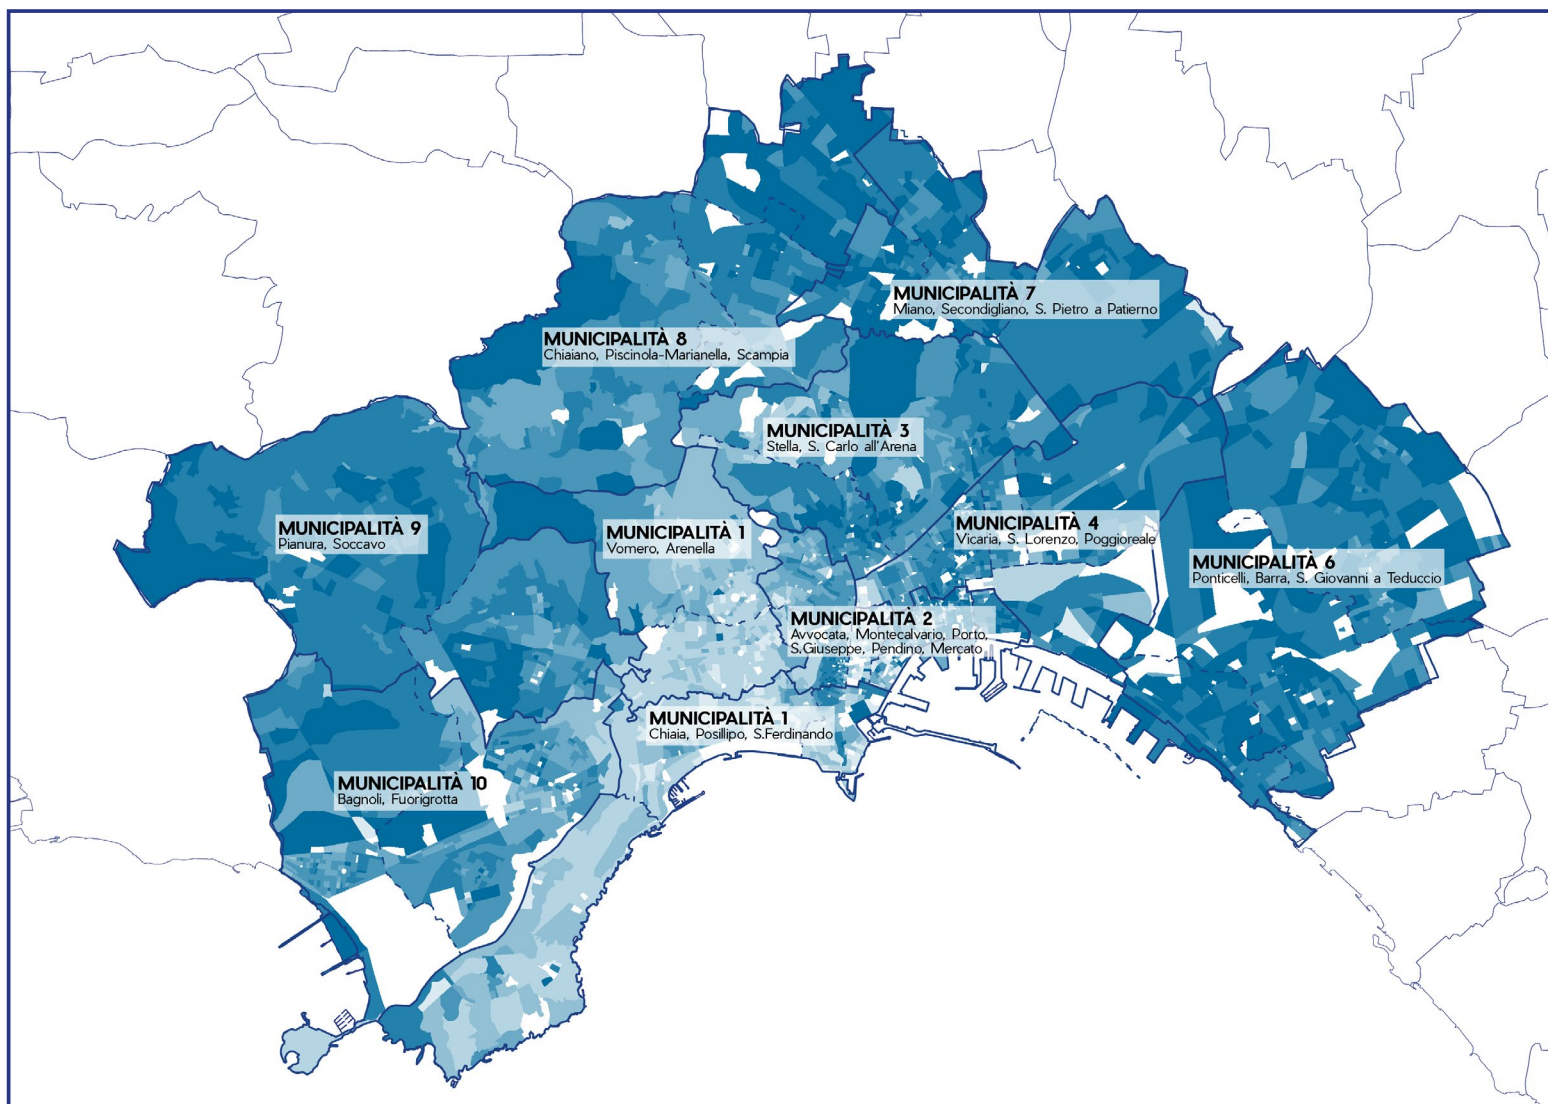 MUNICIPALITÀ 7
Miano, Secondigliano, S. Pietro a Patierno
MUNICIPALITÀ 8
Chiaiano, Piscinola-Marianella, Scampia
MUNICIPALITÀ 3
Stella, S. Carlo all'Arena
MUNICIPALITÀ 9
Pianura, Soccavo
MUNICIPALITÀ 1
Vomero, Arenella
MUNICIPALITÀ 4
Vicaria, S. Lorenzo, Poggioreale
MUNICIPALITÀ 6
Ponticelli, Barra, S. Giovanni a Teduccio
MUNICIPALITÀ 2
Avvocata, Montecalvario, Porto,
S.Giuseppe, Pendino, Mercato
MUNICIPALITÀ 1
Chiaia, Posillipo, S.Ferdinando
MUNICIPALITÀ 10
Bagnoli, Fuorigrotta